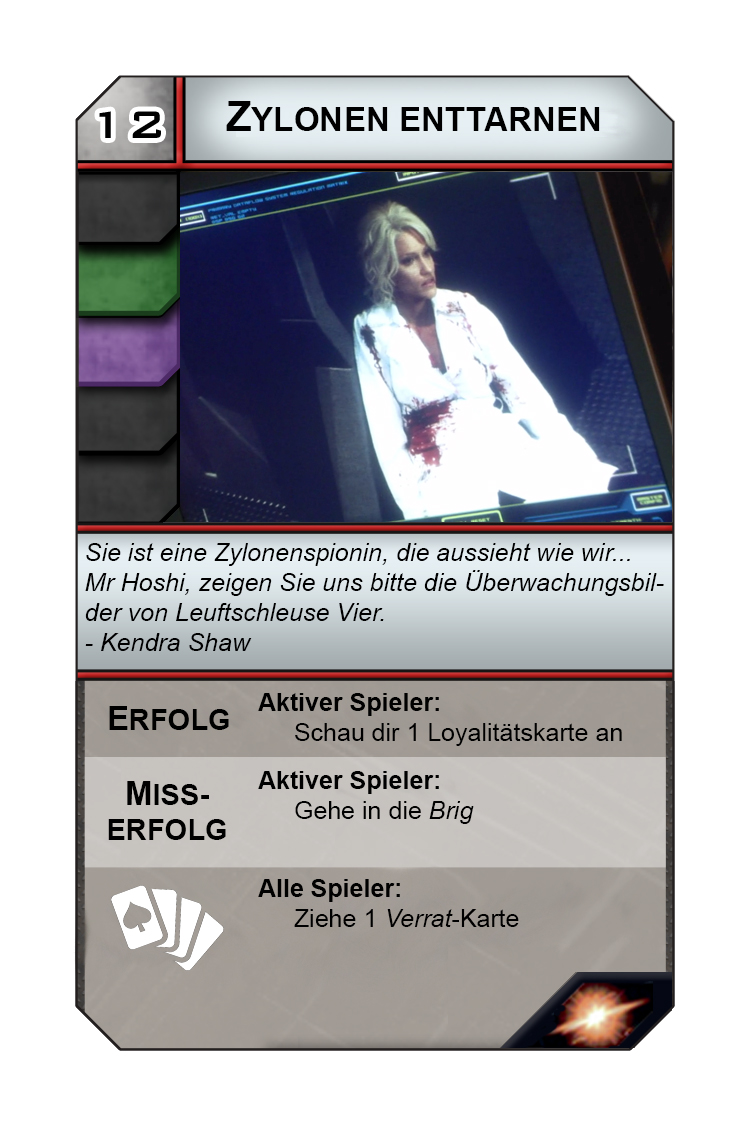 12
ZYLONEN ENTTARNEN
Sie ist eine Zylonenspionin, die aussieht wie wir...
Mr Hoshi, zeigen Sie uns bitte die Überwachungsbil-
der von Leuftschleuse Vier.
- Kendra Shaw
ERFOLG
Aktiver Spieler:
Schau dir 1 Loyalitätskarte an
MISS-
ERFOLG
Aktiver Spieler:
Gehe in die Brig
Alle Spieler:
Ziehe 1 Verrat-Karte